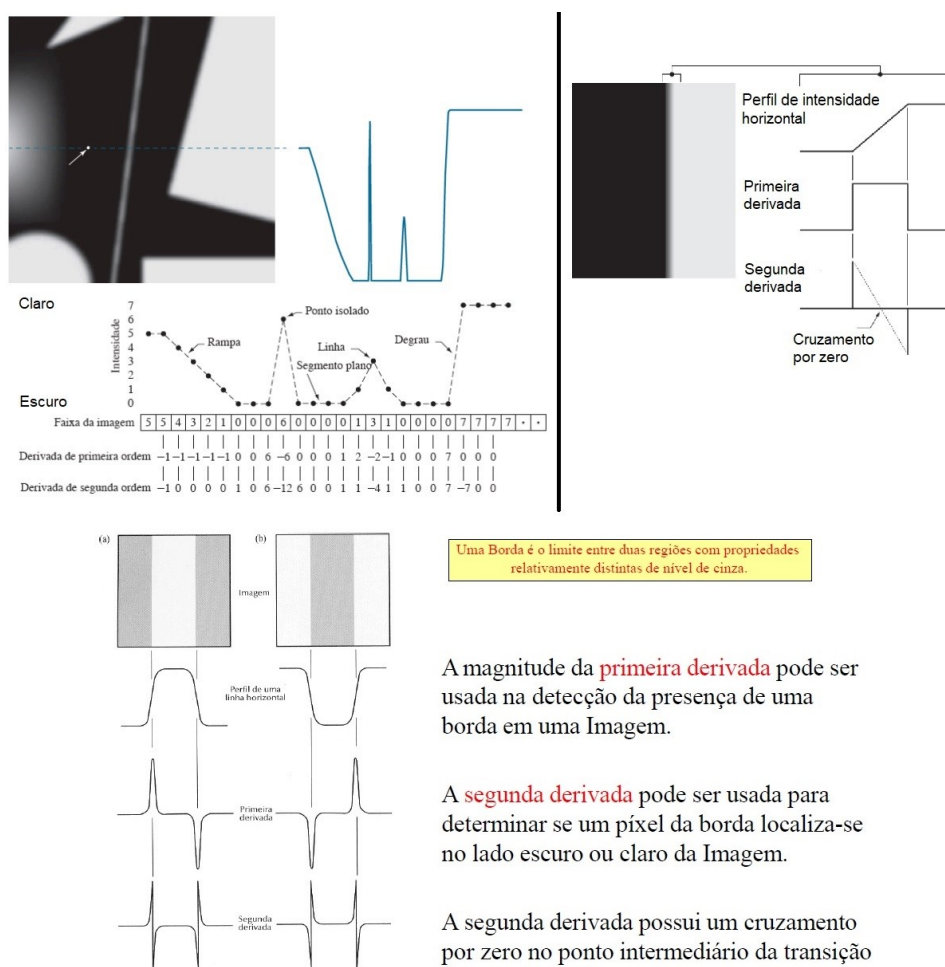 Claro
Escuro
Intensidade
7
6
5
4
3
2
1
0
Rampa
Ponto isolado
Linha
Segmento plano
Degrau
Faixa da imagem 5 5 4 3 2 1 0 0 0 6 0 0 0 0 1 3 1 0 0 0 0 7 7 7 7 • •
Derivada de primeira ordem −1 −1 −1 −1 −1 0 0 6 −6 0 0 0 1 2 −2 −1 0 0 0 7 0 0 0
Derivada de segunda ordem −1 0 0 0 0 1 0 6 −12 6 0 0 1 1 −4 1 1 0 0 7 −7 0 0
Perfil de intensidade
horizontal
Primeira
derivada
Segunda
derivada
Cruzamento
por zero
(a)
(b)
Imagem
Perfil de uma
linha horizontal
Primeira
derivada
Segunda
derivada
Uma Borda é o limite entre duas regiões com propriedades
relativamente distintas de nível de cinza.
A magnitude da primeira derivada pode ser
usada na detecção da presença de uma
borda em uma Imagem.
A segunda derivada pode ser usada para
determinar se um píxel da borda localiza-se
no lado escuro ou claro da Imagem.
A segunda derivada possui um cruzamento
por zero no ponto intermediário da transição